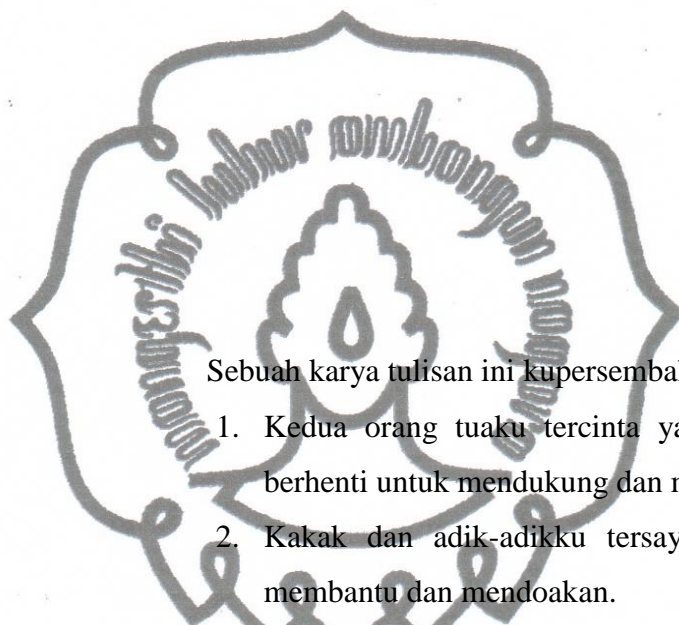 Sebuah karya tulisan ini kupersembah
1. Kedua orang tuaku tercinta ya
berhenti untuk mendukung dan m
2. Kakak dan adik-adikku tersay
membantu dan mendoakan.